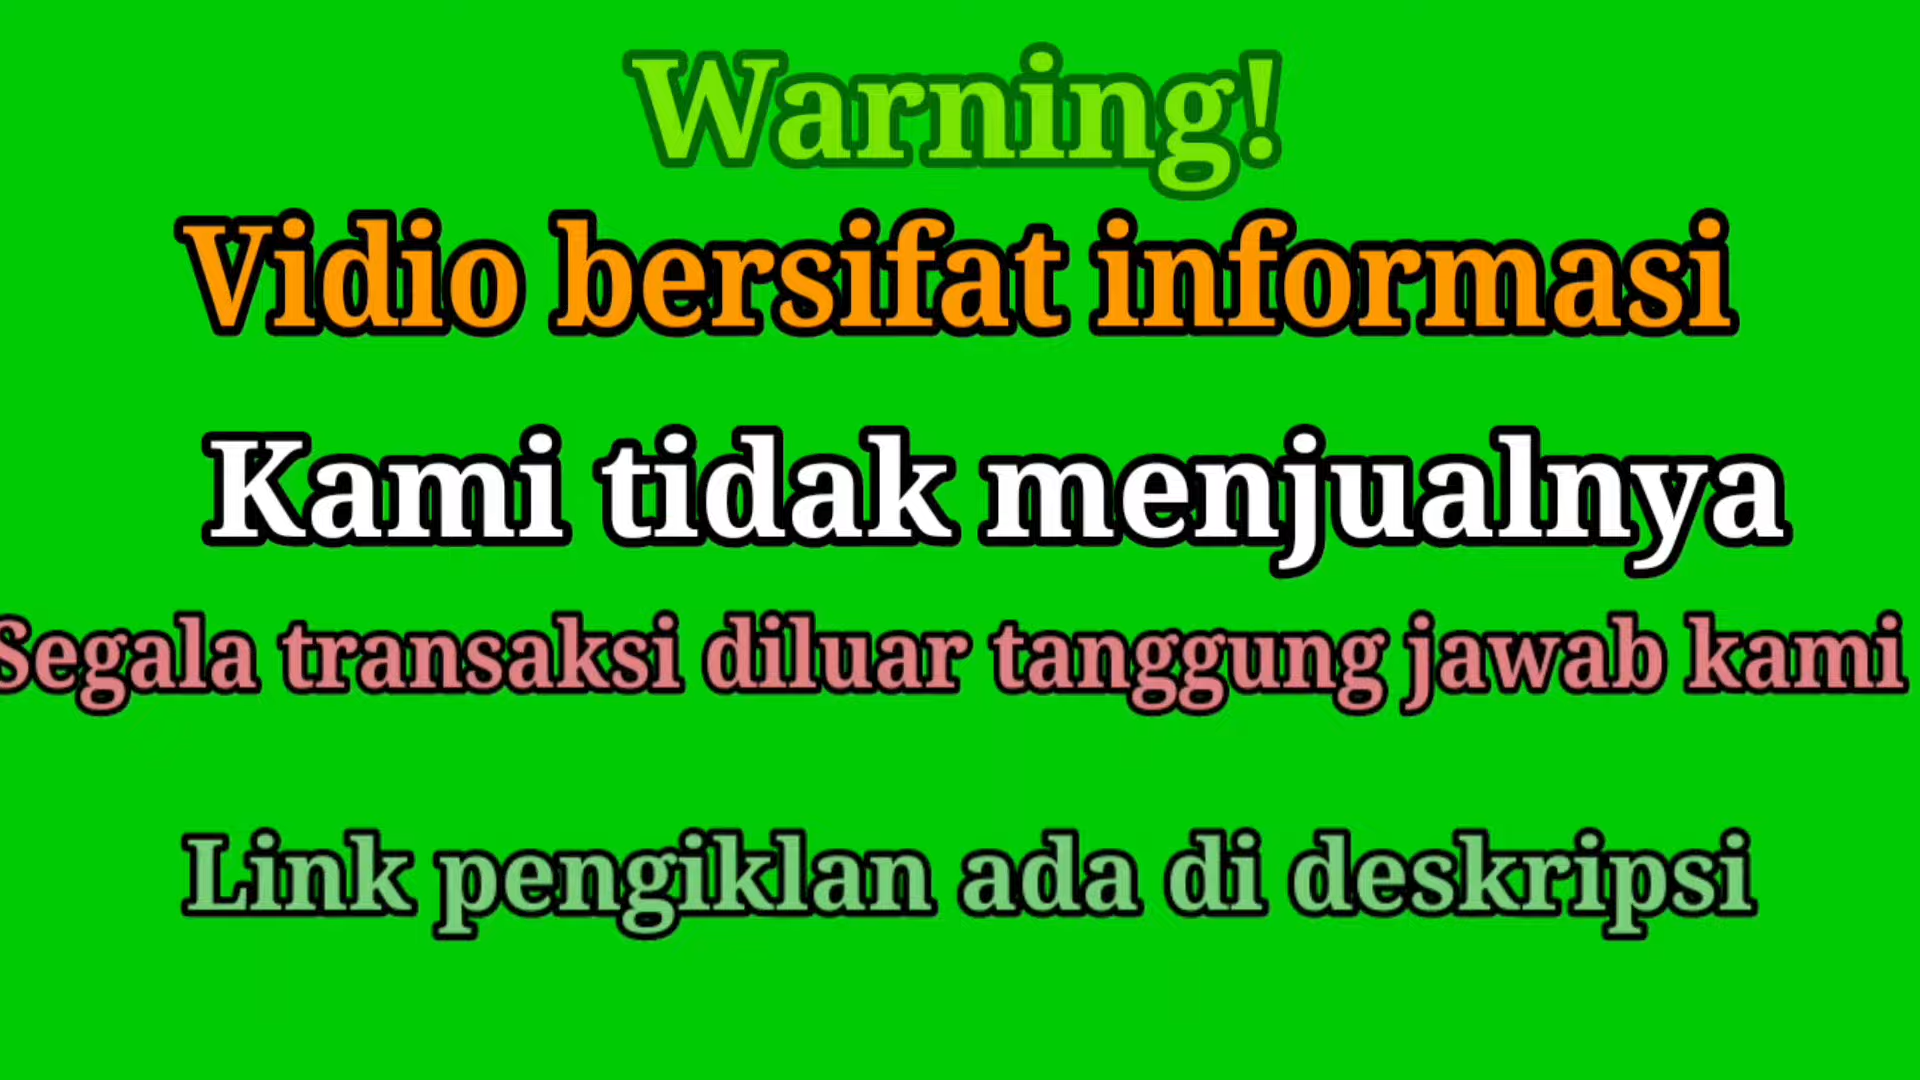 Warning!
Vidio bersifat informasi
Kami tidak menjualnya
Segala transaksi diluar tanggung jawab kami
Link pengiklan ada di deskripsi